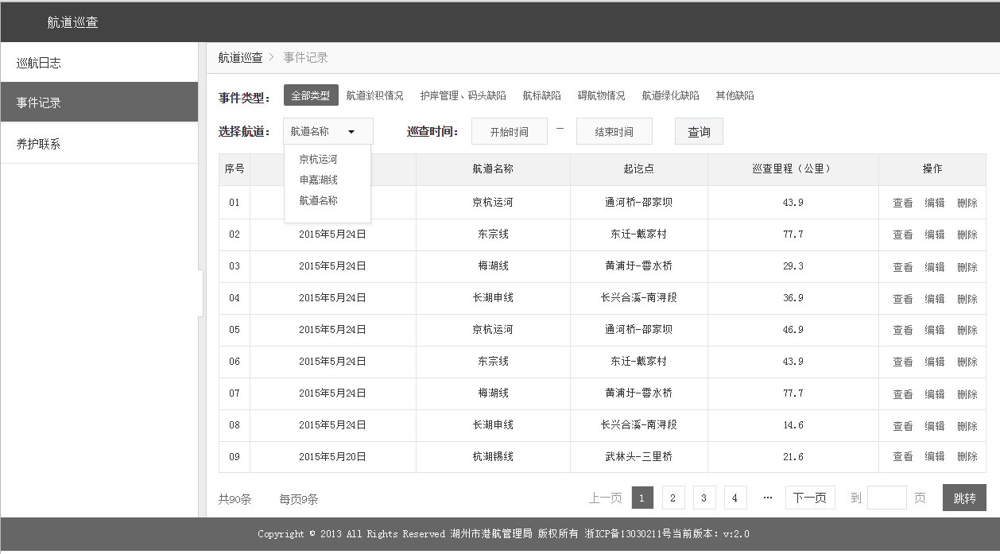 航道巡查
巡航日志
事件记录
养护联系
航道巡查 > 事件记录
事件类型： 全部类型 航道淤积情况 护岸管理、码头缺陷 航标缺陷 碍航物情况 航道绿化缺陷 其他缺陷
选择航道： 航道名称 巡查时间： 开始时间 — 结束时间 查询
京杭运河
申嘉湖线
航道名称
序号 航道名称 起讫点 巡查里程（公里） 操作
01 京杭运河 通河桥-邵家坝 43.9 查看 编辑 删除
02 2015年5月24日 东宗线 东迁-戴家村 77.7 查看 编辑 删除
03 2015年5月24日 梅湖线 黄浦圩-霅水桥 29.3 查看 编辑 删除
04 2015年5月24日 长湖申线 长兴合溪-南浔段 36.9 查看 编辑 删除
05 2015年5月24日 京杭运河 通河桥-邵家坝 46.9 查看 编辑 删除
06 2015年5月24日 东宗线 东迁-戴家村 43.9 查看 编辑 删除
07 2015年5月24日 梅湖线 黄浦圩-霅水桥 77.7 查看 编辑 删除
08 2015年5月24日 长湖申线 长兴合溪-南浔段 14.6 查看 编辑 删除
09 2015年5月20日 杭湖锡线 武林头-三里桥 21.6 查看 编辑 删除
共90条 每页9条 上一页 1 2 3 4 … 下一页 到 页 跳转
Copyright © 2013 All Rights Reserved 湖州市港航管理局 版权所有 浙ICP备13030211号当前版本：v:2.0